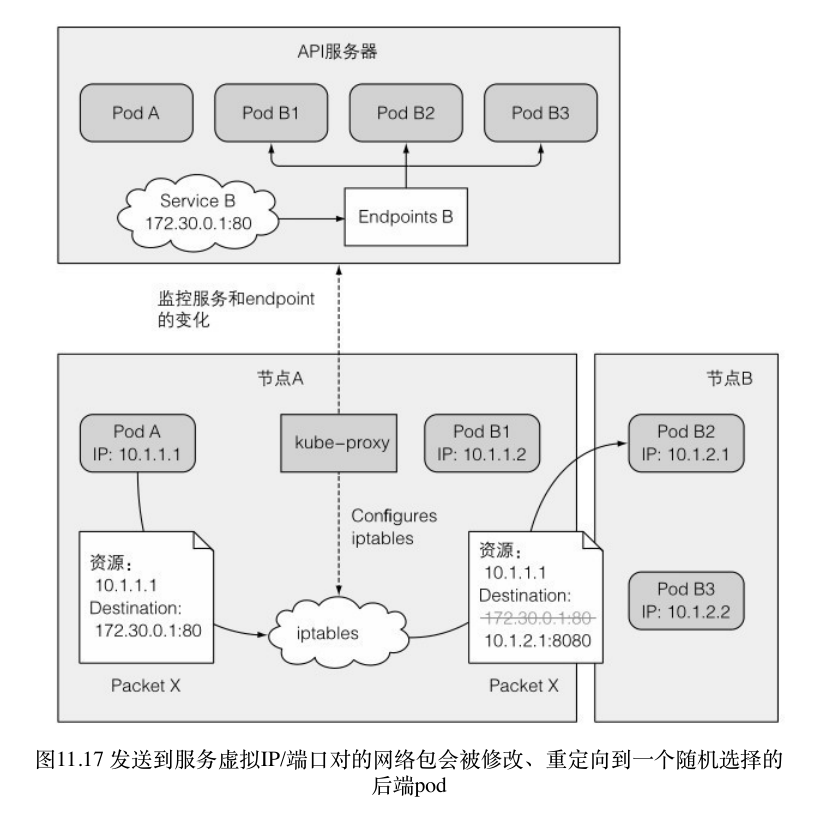 API服务器
Pod A
Pod B1
Pod B2
Pod B3
Service B
172.30.0.1:80
Endpoints B
监控服务和endpoint
的变化
节点A
节点B
Pod A
IP: 10.1.1.1
kube-proxy
Pod B1
IP: 10.1.1.2
Pod B2
IP: 10.1.2.1
Configures
iptables
资源：
10.1.1.1
Destination:
172.30.0.1:80
Packet X
iptables
资源：
10.1.1.1
Destination:
172.30.0.1:80
10.1.2.1:8080
Packet X
Pod B3
IP: 10.1.2.2
图11.17 发送到服务虚拟IP/端口对的网络包会被修改、重定向到一个随机选择的
后端pod